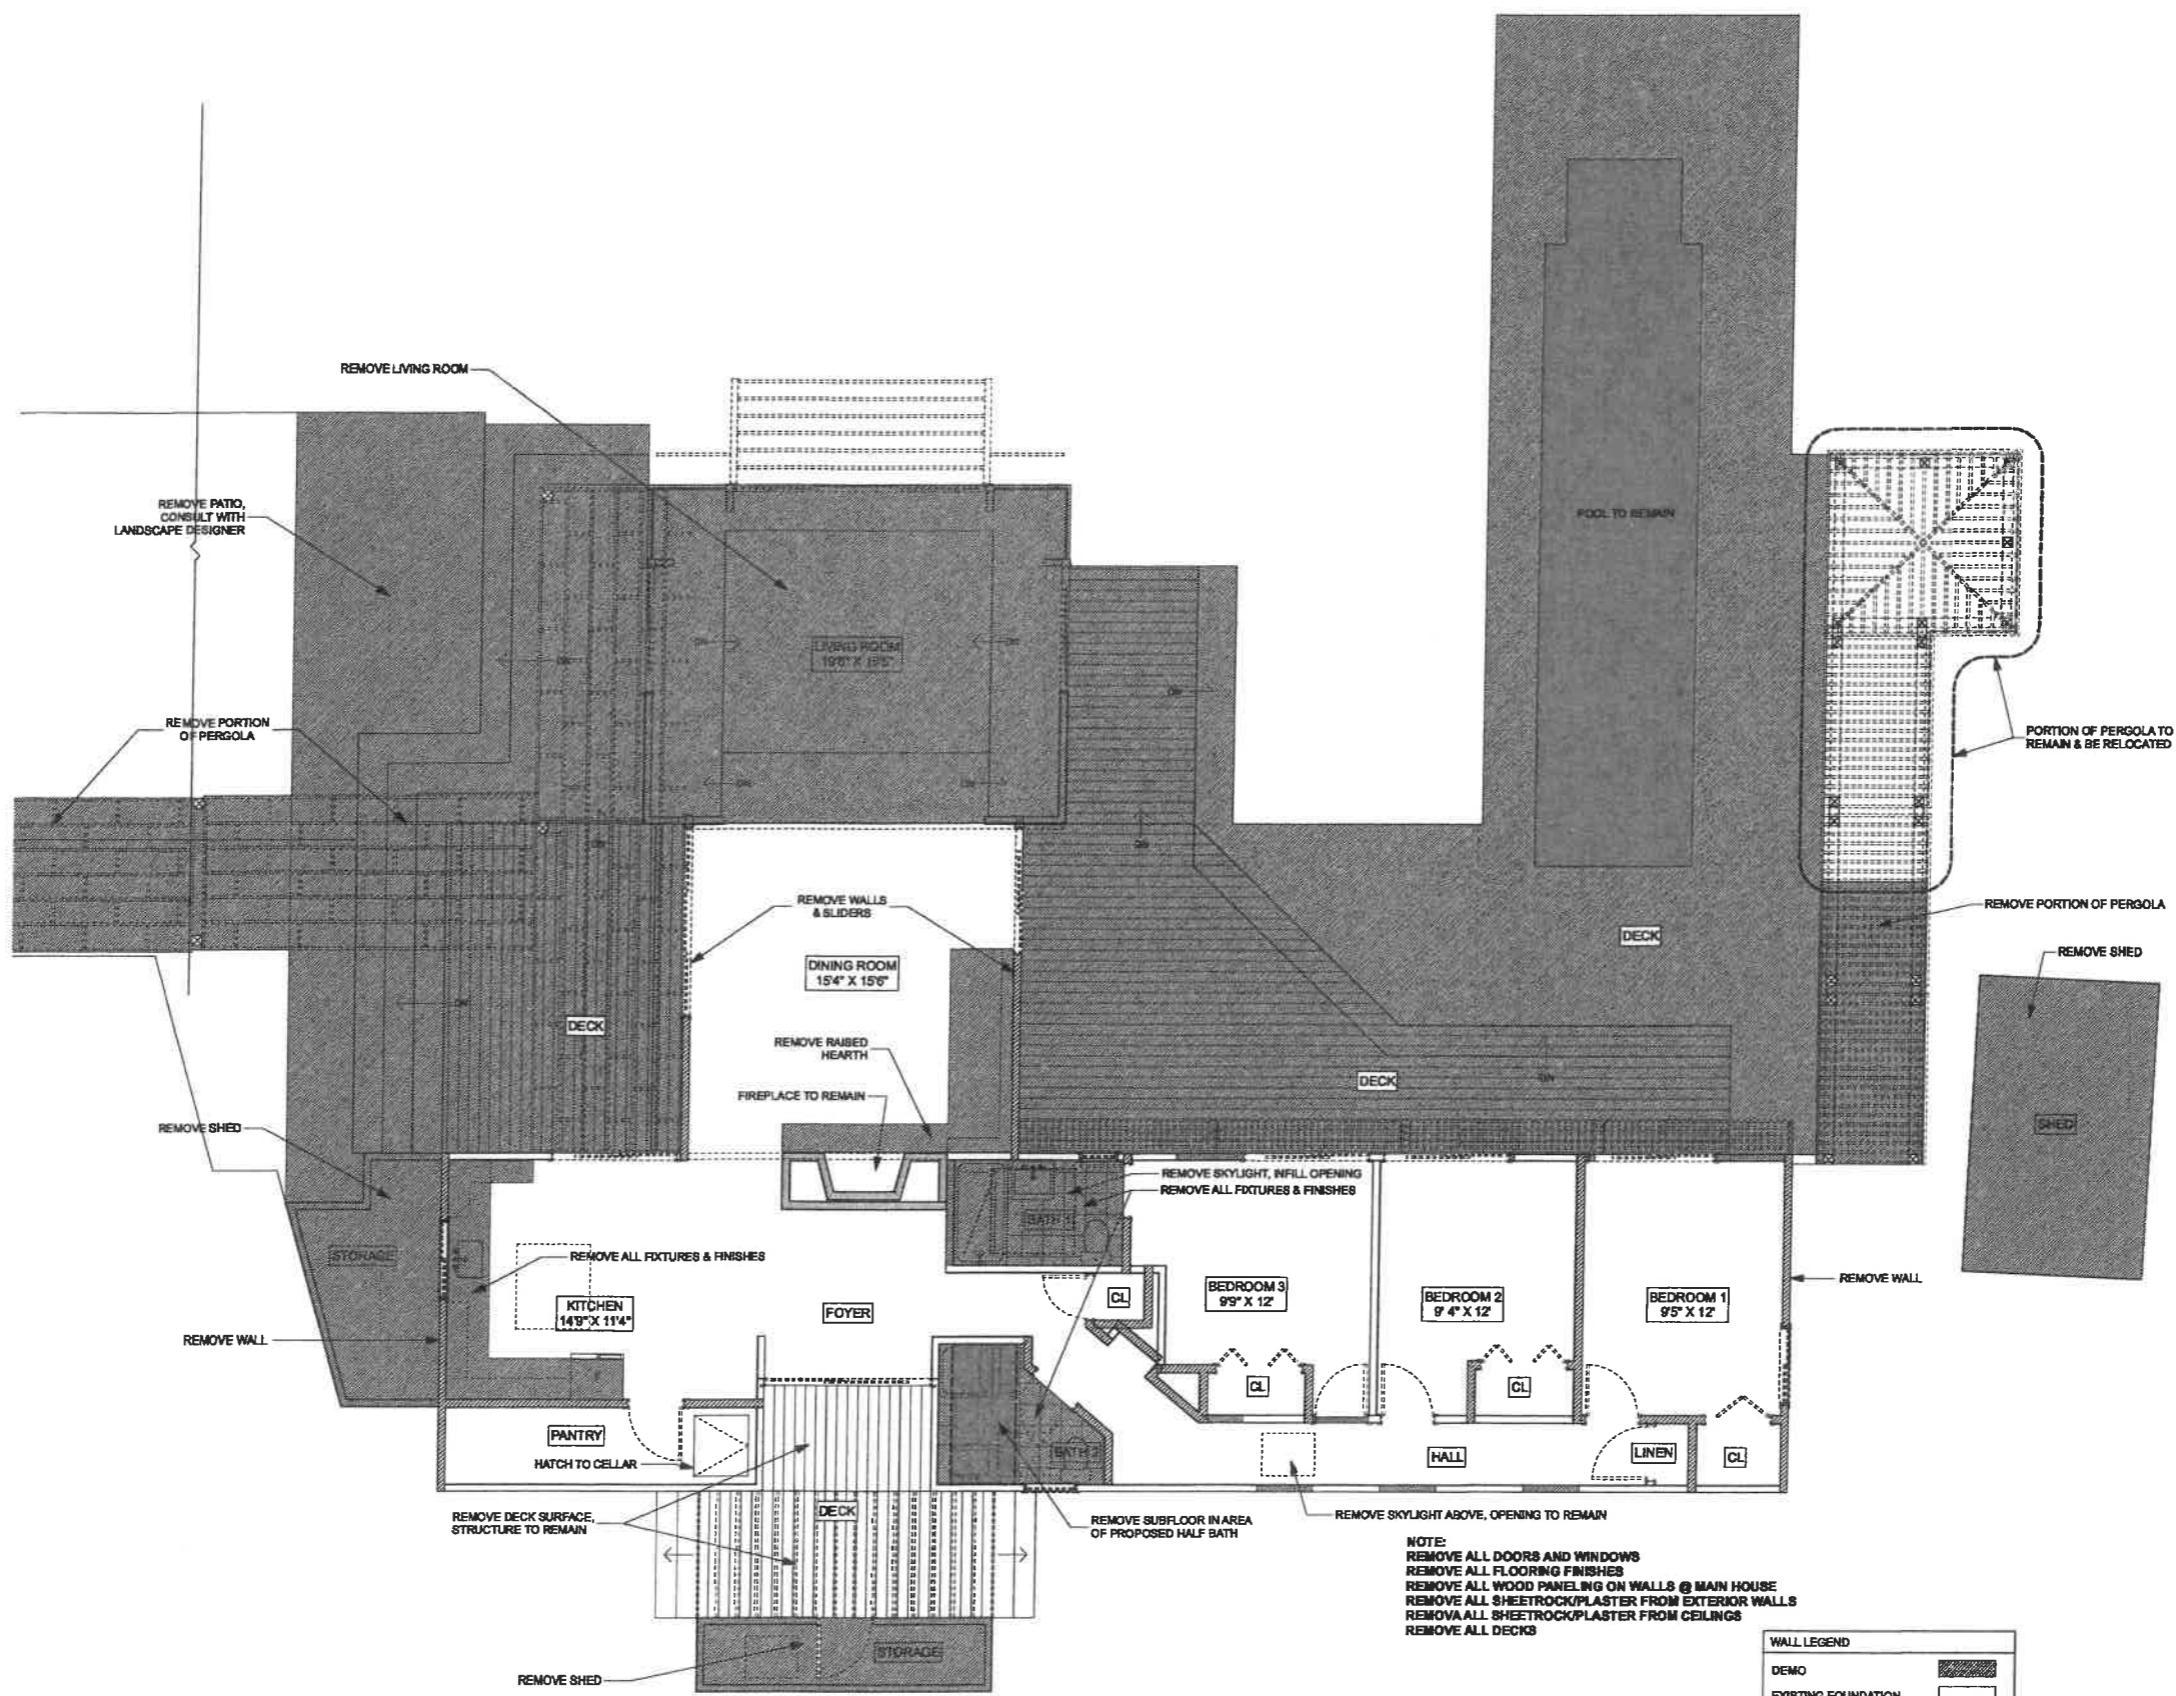 REMOVE LIVING ROOM
REMOVE PATIO,
CONSULT WITH
LANDSCAPE DESIGNER
POOL TO REMAIN
LIVING ROOM
REMOVE PORTION
OF PERGOLA
PORTION OF PERGOLA TO
REMAIN & BE RELOCATED
REMOVE WALLS
& SLIDERS
REMOVE PORTION OF PERGOLA
DECK
REMOVE SHED
DINING ROOM
15'4" X 15'6"
DECK
REMOVE RAISED
HEARTH
DECK
FIREPLACE TO REMAIN
REMOVE SHED
SHED
REMOVE SKYLIGHT, INFILL OPENING
REMOVE ALL FIXTURES & FINISHES
BATH 1
STORAGE
REMOVE ALL FIXTURES & FINISHES
REMOVE WALL
KITCHEN
14'9" X 11'4"
FOYER
CL
BEDROOM 3
9'9" X 12'
BEDROOM 2
9' 4" X 12'
BEDROOM 1
9'5" X 12'
REMOVE WALL
CL
CL
PANTRY
HATCH TO CELLAR
BATH 2
HALL
LINEN
CL
REMOVE DECK SURFACE,
STRUCTURE TO REMAIN
DECK
REMOVE SUBFLOOR IN AREA
OF PROPOSED HALF BATH
REMOVE SKYLIGHT ABOVE, OPENING TO REMAIN
NOTE:
REMOVE ALL DOORS AND WINDOWS
REMOVE ALL FLOORING FINISHES
REMOVE ALL WOOD PANELING ON WALLS @ MAIN HOUSE
REMOVE ALL SHEETROCK/PLASTER FROM EXTERIOR WALLS
REMOVA ALL SHEETROCK/PLASTER FROM CEILINGS
REMOVE ALL DECKS
STORAGE
REMOVE SHED
WALL LEGEND
DEMO
EXISTING FOUNDATION